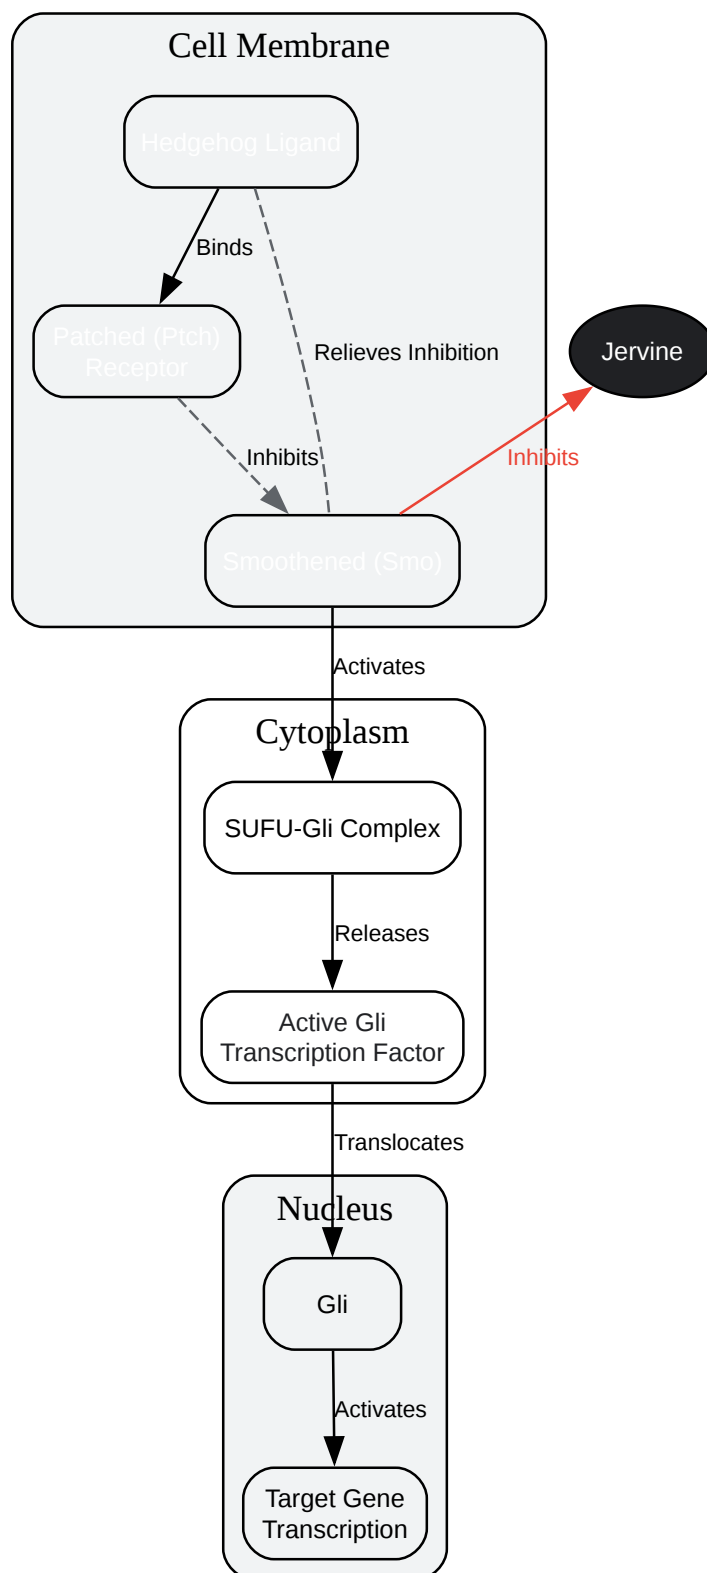 Cell Membrane
Hedgehog Ligand
Binds
Patched (Ptch)
Receptor
Relieves Inhibition
Jervine
Inhibits
Inhibits
Smoothened (Smo)
Activates
Cytoplasm
SUFU-Gli Complex
Releases
Active Gli
Transcription Factor
Translocates
Nucleus
Gli
Activates
Target Gene
Transcription